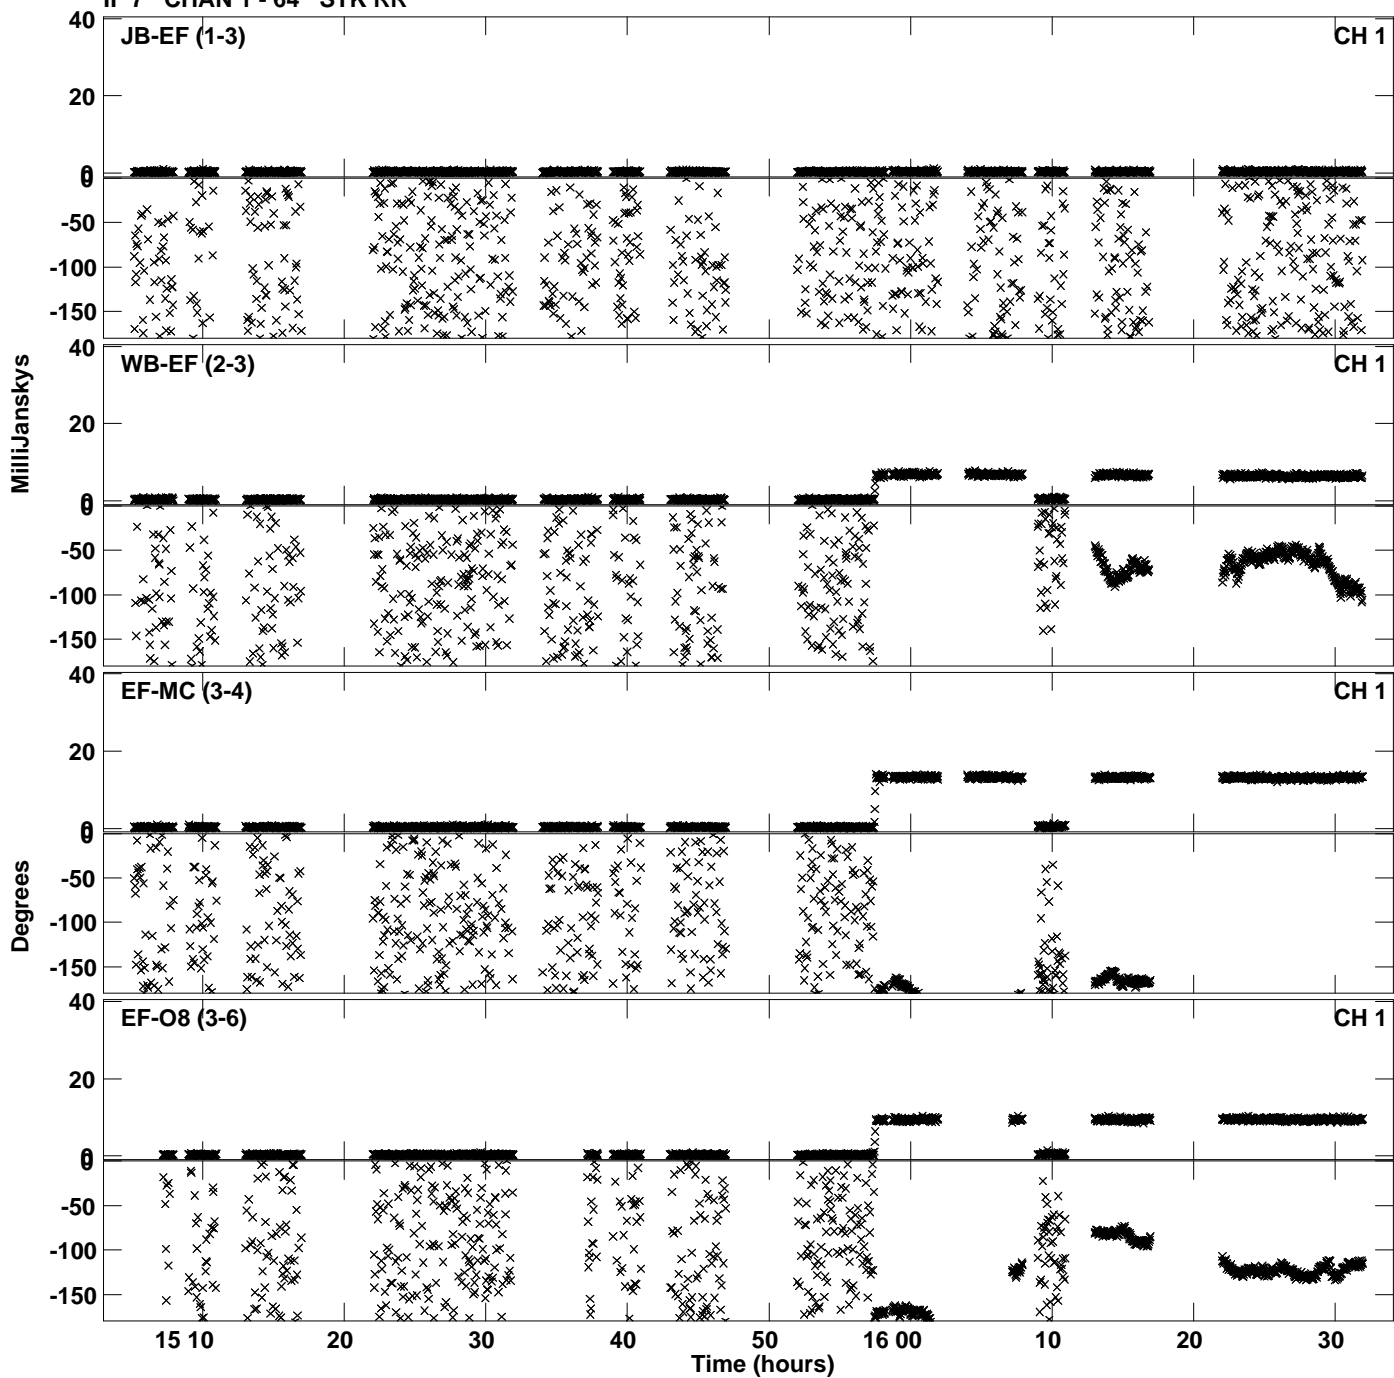 IF 7 CHAN 1 - 64 STK RR
40
JB-EF (1-3)
CH 1
20
0
0
-50
-100
-150
40
WB-EF (2-3)
CH 1
20
0
0
-50
-100
-150
MilliJanskys
40
EF-MC (3-4)
CH 1
20
0
0
-50
-100
-150
Degrees
40
EF-O8 (3-6)
CH 1
20
0
0
-50
-100
-150
15 10 20 30 40 50 16 00 10 20 30
Time (hours)